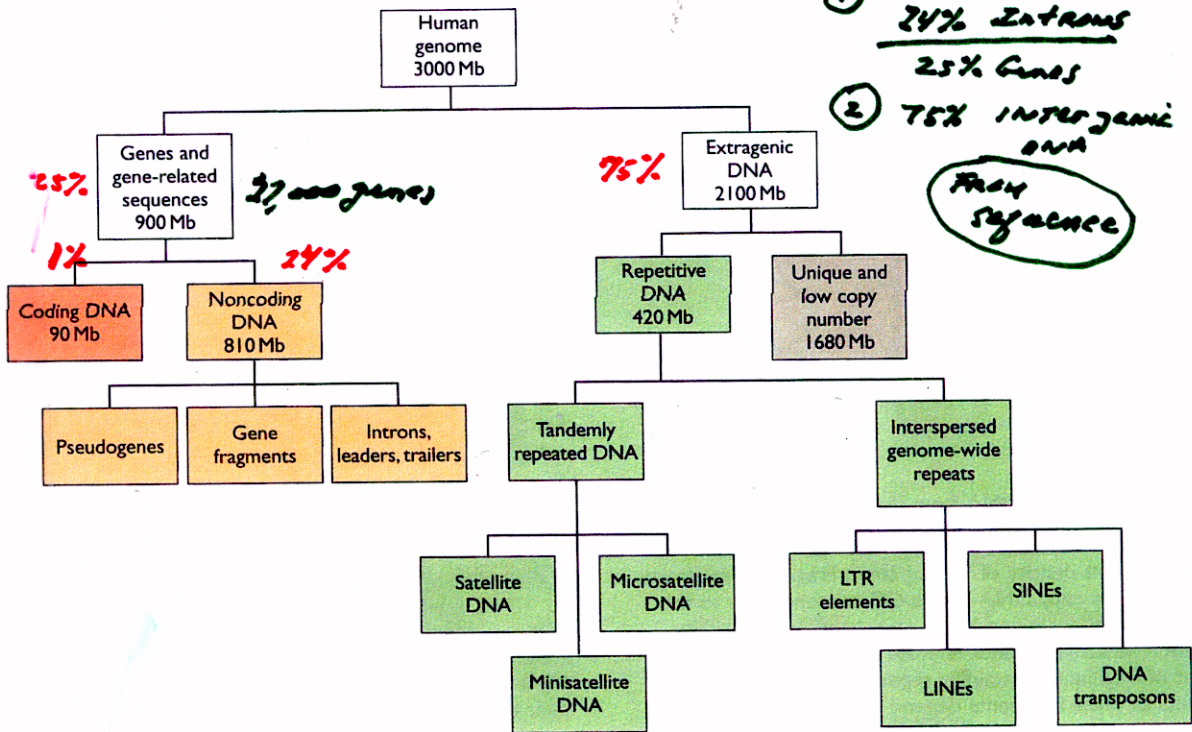 Human
genome
3000 Mb
24% Introns
25% Genes
2 75% intergenic
DNA
From
sequence
Genes and
gene-related
sequences
900 Mb
25%
27,000 genes
75%
Extragenic
DNA
2100 Mb
1%
24%
Coding DNA
90 Mb
Noncoding
DNA
810 Mb
Repetitive
DNA
420 Mb
Unique and
low copy
number
1680 Mb
Pseudogenes
Gene
fragments
Introns,
leaders, trailers
Tandemly
repeated DNA
Interspersed
genome-wide
repeats
Satellite
DNA
Microsatellite
DNA
Minisatellite
DNA
LTR
elements
SINEs
LINEs
DNA
transposons